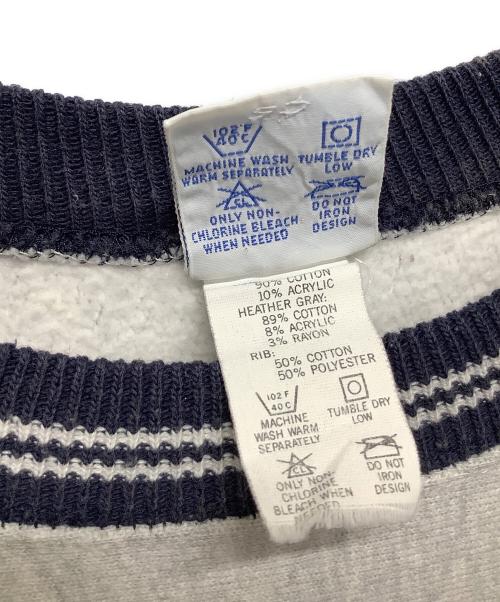 102°F
40C
MACHINE WASH
WARM SEPARATELY
TUMBLE DRY
LOW
CL
ONLY NON-
CHLORINE BLEACH
WHEN NEEDED
DO NOT
IRON
DESIGN
90% COTTON
10% ACRYLIC
HEATHER GRAY:
89% COTTON
8% ACRYLIC
3% RAYON
RIB:
50% COTTON
50% POLYESTER
102 F
40 C
MACHINE
WASH WARM
SEPARATELY
TUMBLE DRY
LOW
CL
ONLY NON-
CHLORINE
BLEACH WHEN
NEEDED
DO NOT
IRON
DESIGN